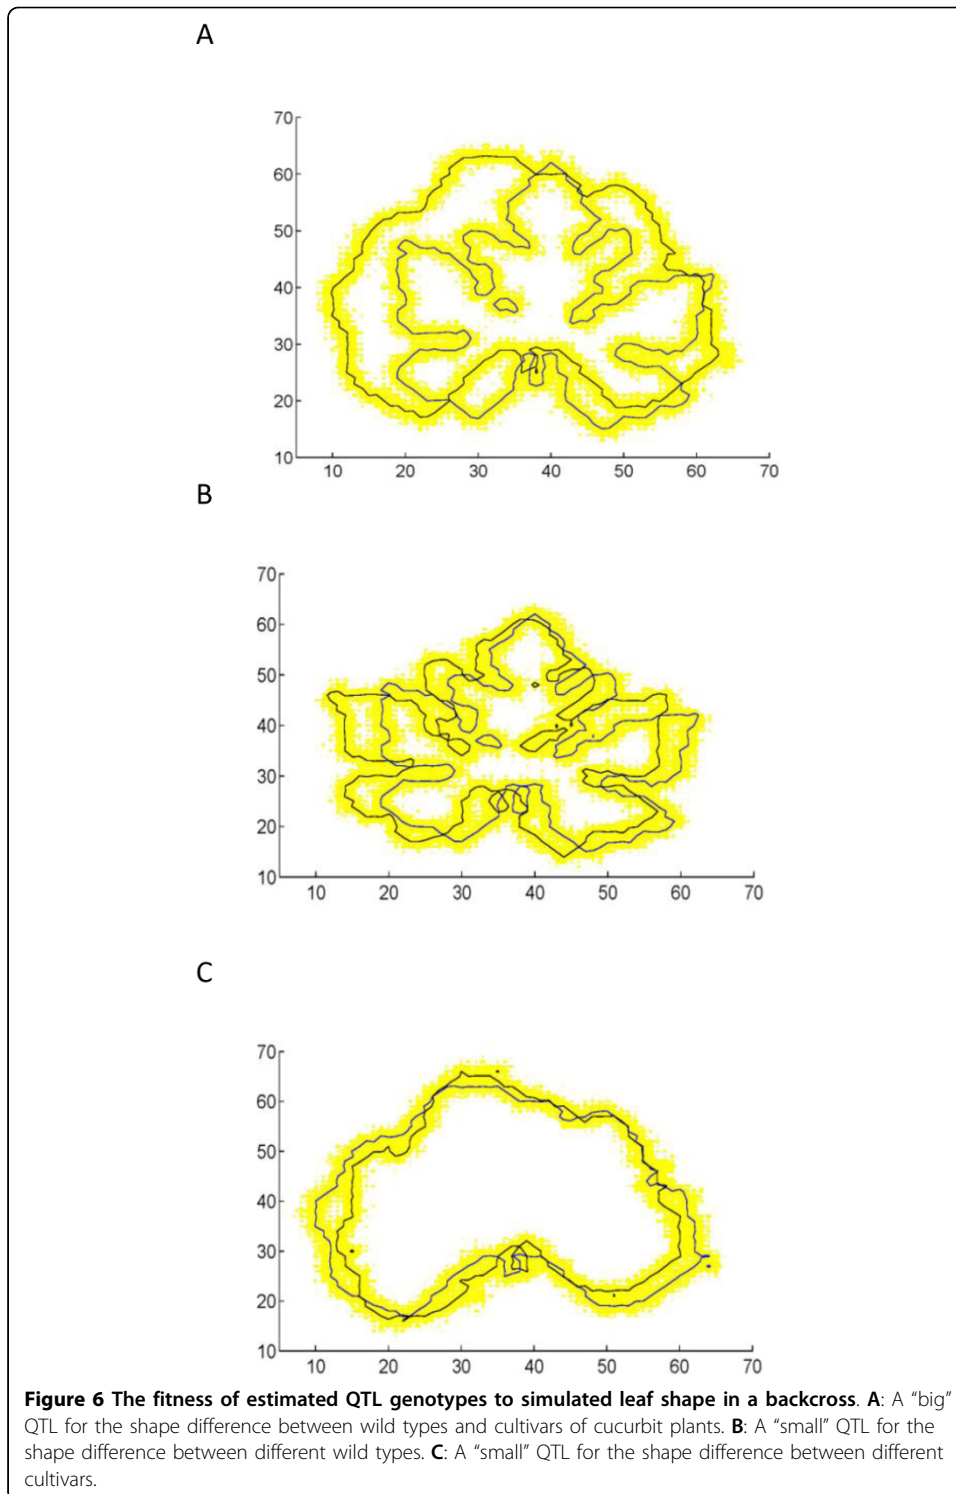 A
70
60
50
40
30
20
10
10 20 30 40 50 60 70
B
70
60
50
40
30
20
10
10 20 30 40 50 60 70
C
70
60
50
40
30
20
10
10 20 30 40 50 60 70
Figure 6 The fitness of estimated QTL genotypes to simulated leaf shape in a backcross. A: A “big”
QTL for the shape difference between wild types and cultivars of cucurbit plants. B: A “small” QTL for the
shape difference between different wild types. C: A “small” QTL for the shape difference between different
cultivars.